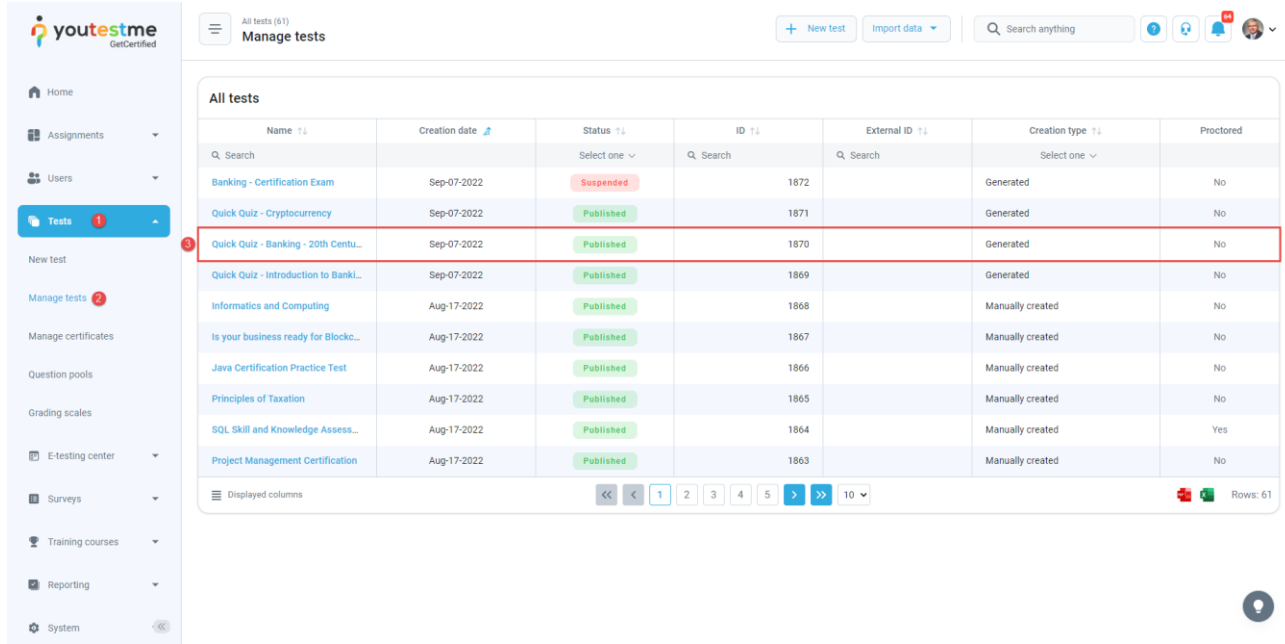 youtestme
GetCertified
All tests (61)
Manage tests
New test
Import data
Search anything
?
64
Home
Assignments
Users
Tests 1
New test
Manage tests 2
Manage certificates
Question pools
Grading scales
E-testing center
Surveys
Training courses
Reporting
System
All tests
Name Creation date Status ID External ID Creation type Proctored
Search Select one Search Search Select one
Banking - Certification Exam Sep-07-2022 Suspended 1872 Generated No
Quick Quiz - Cryptocurrency Sep-07-2022 Published 1871 Generated No
3 Quick Quiz - Banking - 20th Centu... Sep-07-2022 Published 1870 Generated No
Quick Quiz - Introduction to Banki... Sep-07-2022 Published 1869 Generated No
Informatics and Computing Aug-17-2022 Published 1868 Manually created No
Is your business ready for Blockc... Aug-17-2022 Published 1867 Manually created No
Java Certification Practice Test Aug-17-2022 Published 1866 Manually created No
Principles of Taxation Aug-17-2022 Published 1865 Manually created No
SQL Skill and Knowledge Assess... Aug-17-2022 Published 1864 Manually created Yes
Project Management Certification Aug-17-2022 Published 1863 Manually created No
Displayed columns 1 2 3 4 5 10 Rows: 61